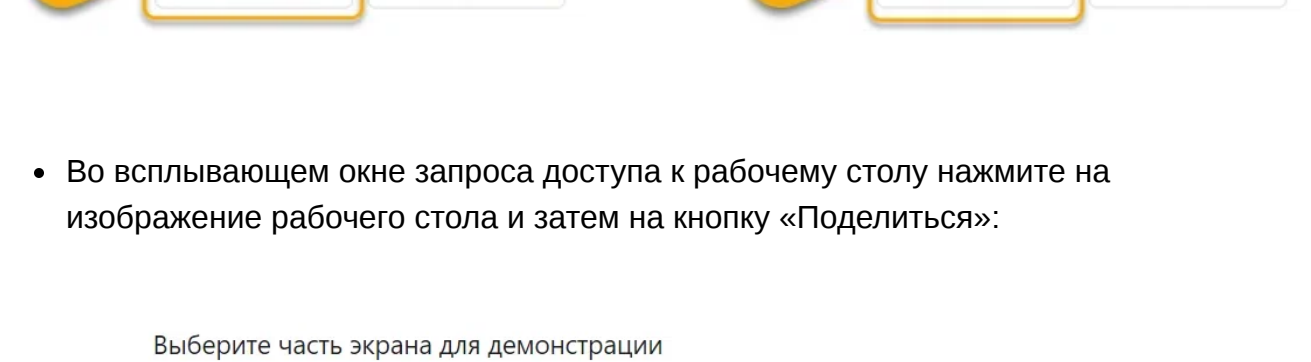 • Во всплывающем окне запроса доступа к рабочему столу нажмите на
изображение рабочего стола и затем на кнопку «Поделиться»:
Выберите часть экрана для демонстрации